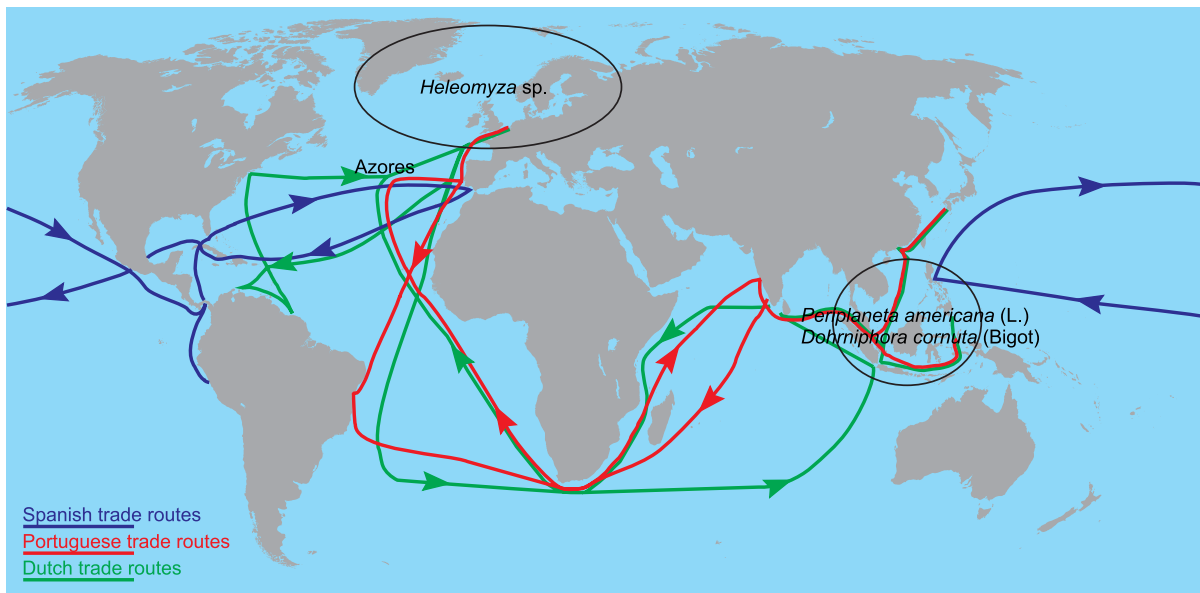 Heleomyza sp.
Azores
Periplaneta americana (L.)
Dohrniphora cornuta (Bigot)
Spanish trade routes
Portuguese trade routes
Dutch trade routes